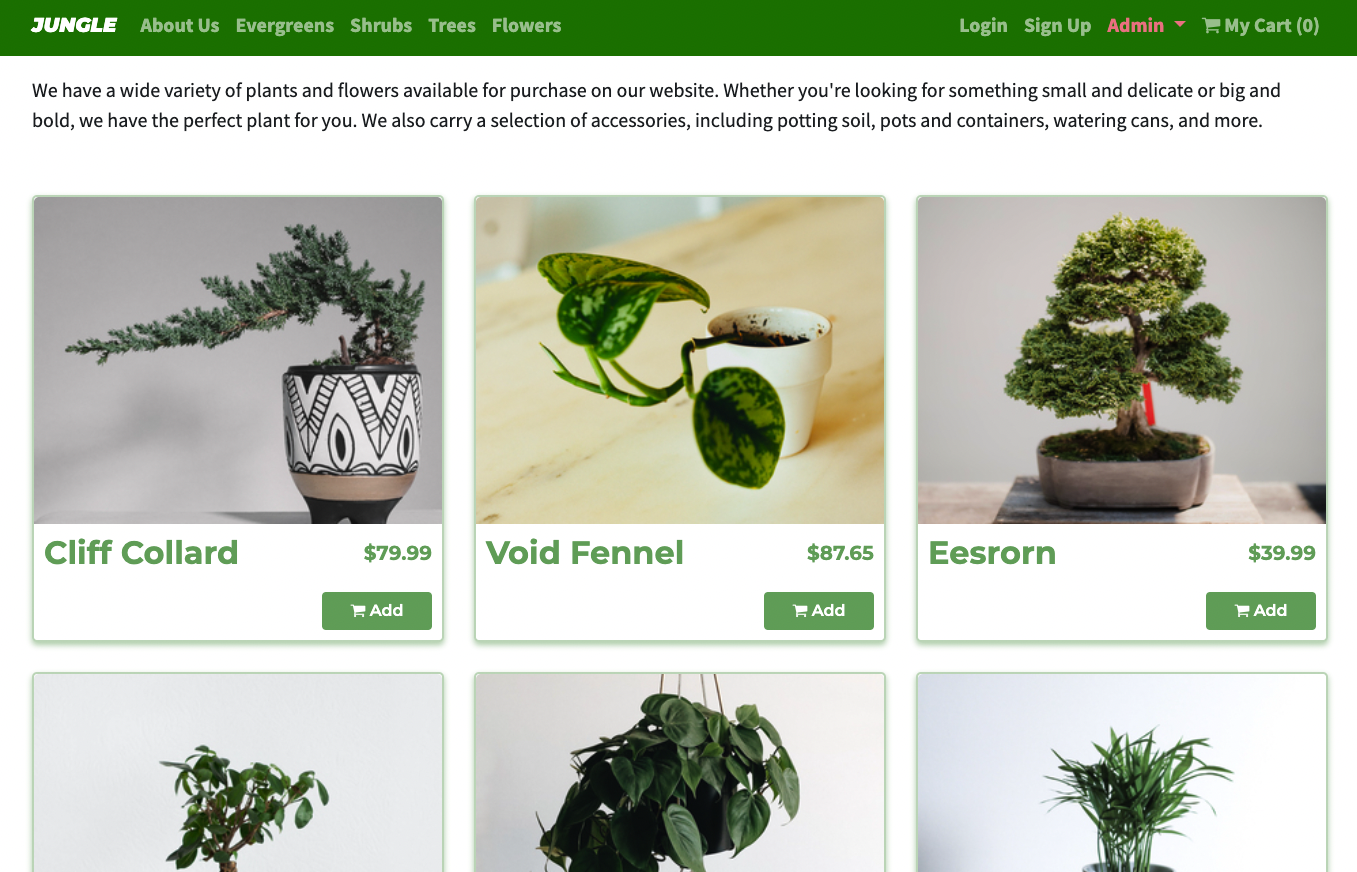 JUNGLE About Us Evergreens Shrubs Trees Flowers Login Sign Up Admin My Cart (0)
We have a wide variety of plants and flowers available for purchase on our website. Whether you're looking for something small and delicate or big and
bold, we have the perfect plant for you. We also carry a selection of accessories, including potting soil, pots and containers, watering cans, and more.
Cliff Collard $79.99
Add
Void Fennel $87.65
Add
Eesrorn $39.99
Add